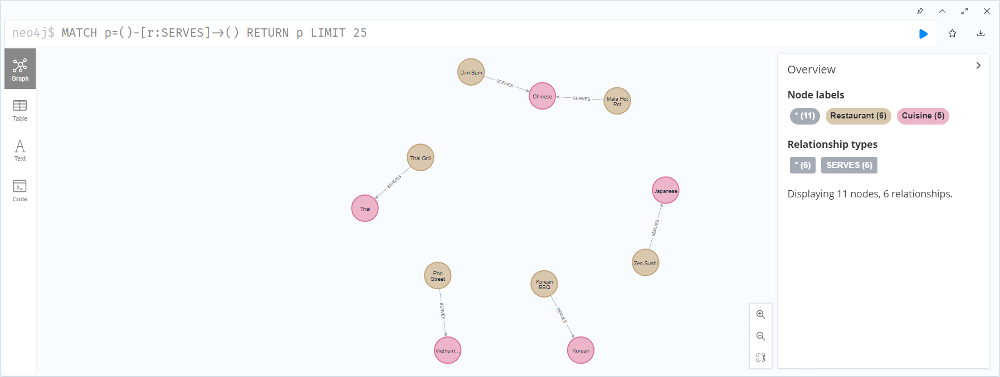 neo4j$ MATCH p=()-[r:SERVES]->() RETURN p LIMIT 25
Graph
Table
Text
Code
Dim Sum
SERVES
Chinese
SERVES
Mala Hot
Pot
Thai Grill
SERVES
Thai
Japanese
SERVES
Zen Sushi
Pho
Street
SERVES
Vietnam...
Korean
BBQ
SERVES
Korean
Overview
Node labels
* (11) Restaurant (6) Cuisine (5)
Relationship types
* (6) SERVES (6)
Displaying 11 nodes, 6 relationships.